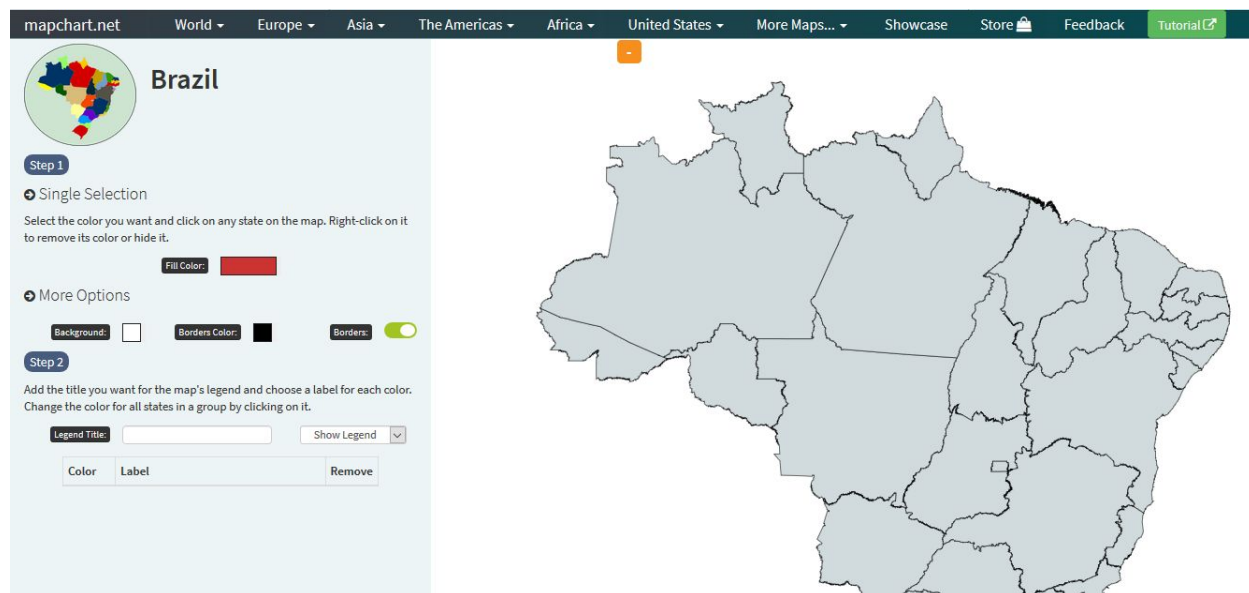 mapchart.net World Europe Asia The Americas Africa United States More Maps... Showcase Store Feedback Tutorial
-
Brazil
Step 1
Single Selection
Select the color you want and click on any state on the map. Right-click on it
to remove its color or hide it.
Fill Color:
More Options
Background: Borders Color: Borders:
Step 2
Add the title you want for the map's legend and choose a label for each color.
Change the color for all states in a group by clicking on it.
Legend Title: Show Legend
Color Label Remove